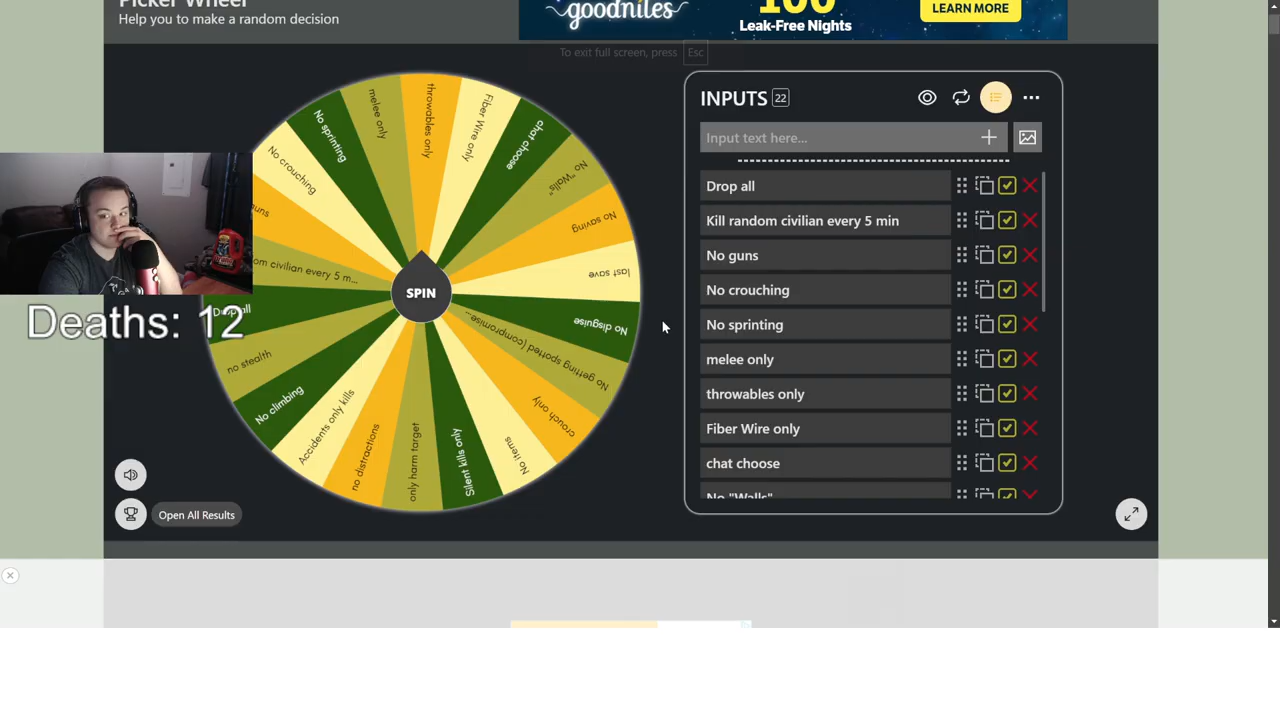 Picker Wheel
Help you to make a random decision
goodnites
100
Leak-Free Nights
LEARN MORE
To exit full screen, press Esc
INPUTS 22
Input text here...
Drop all
Kill random civilian every 5 min
No guns
No crouching
No sprinting
melee only
throwables only
Fiber Wire only
chat choose
No "Walls"
No crouching
No sprinting
melee only
throwables only
Fiber Wire only
chat choose
No "Walls"
No saving
last save
No disguise
No getting spotted (compromise...
crouch only
No items
Silent kills only
only harm target
no distractions
Accidents only kills
No climbing
no stealth
Drop all
om civilian every 5 m...
uns
SPIN
Deaths: 12
Open All Results